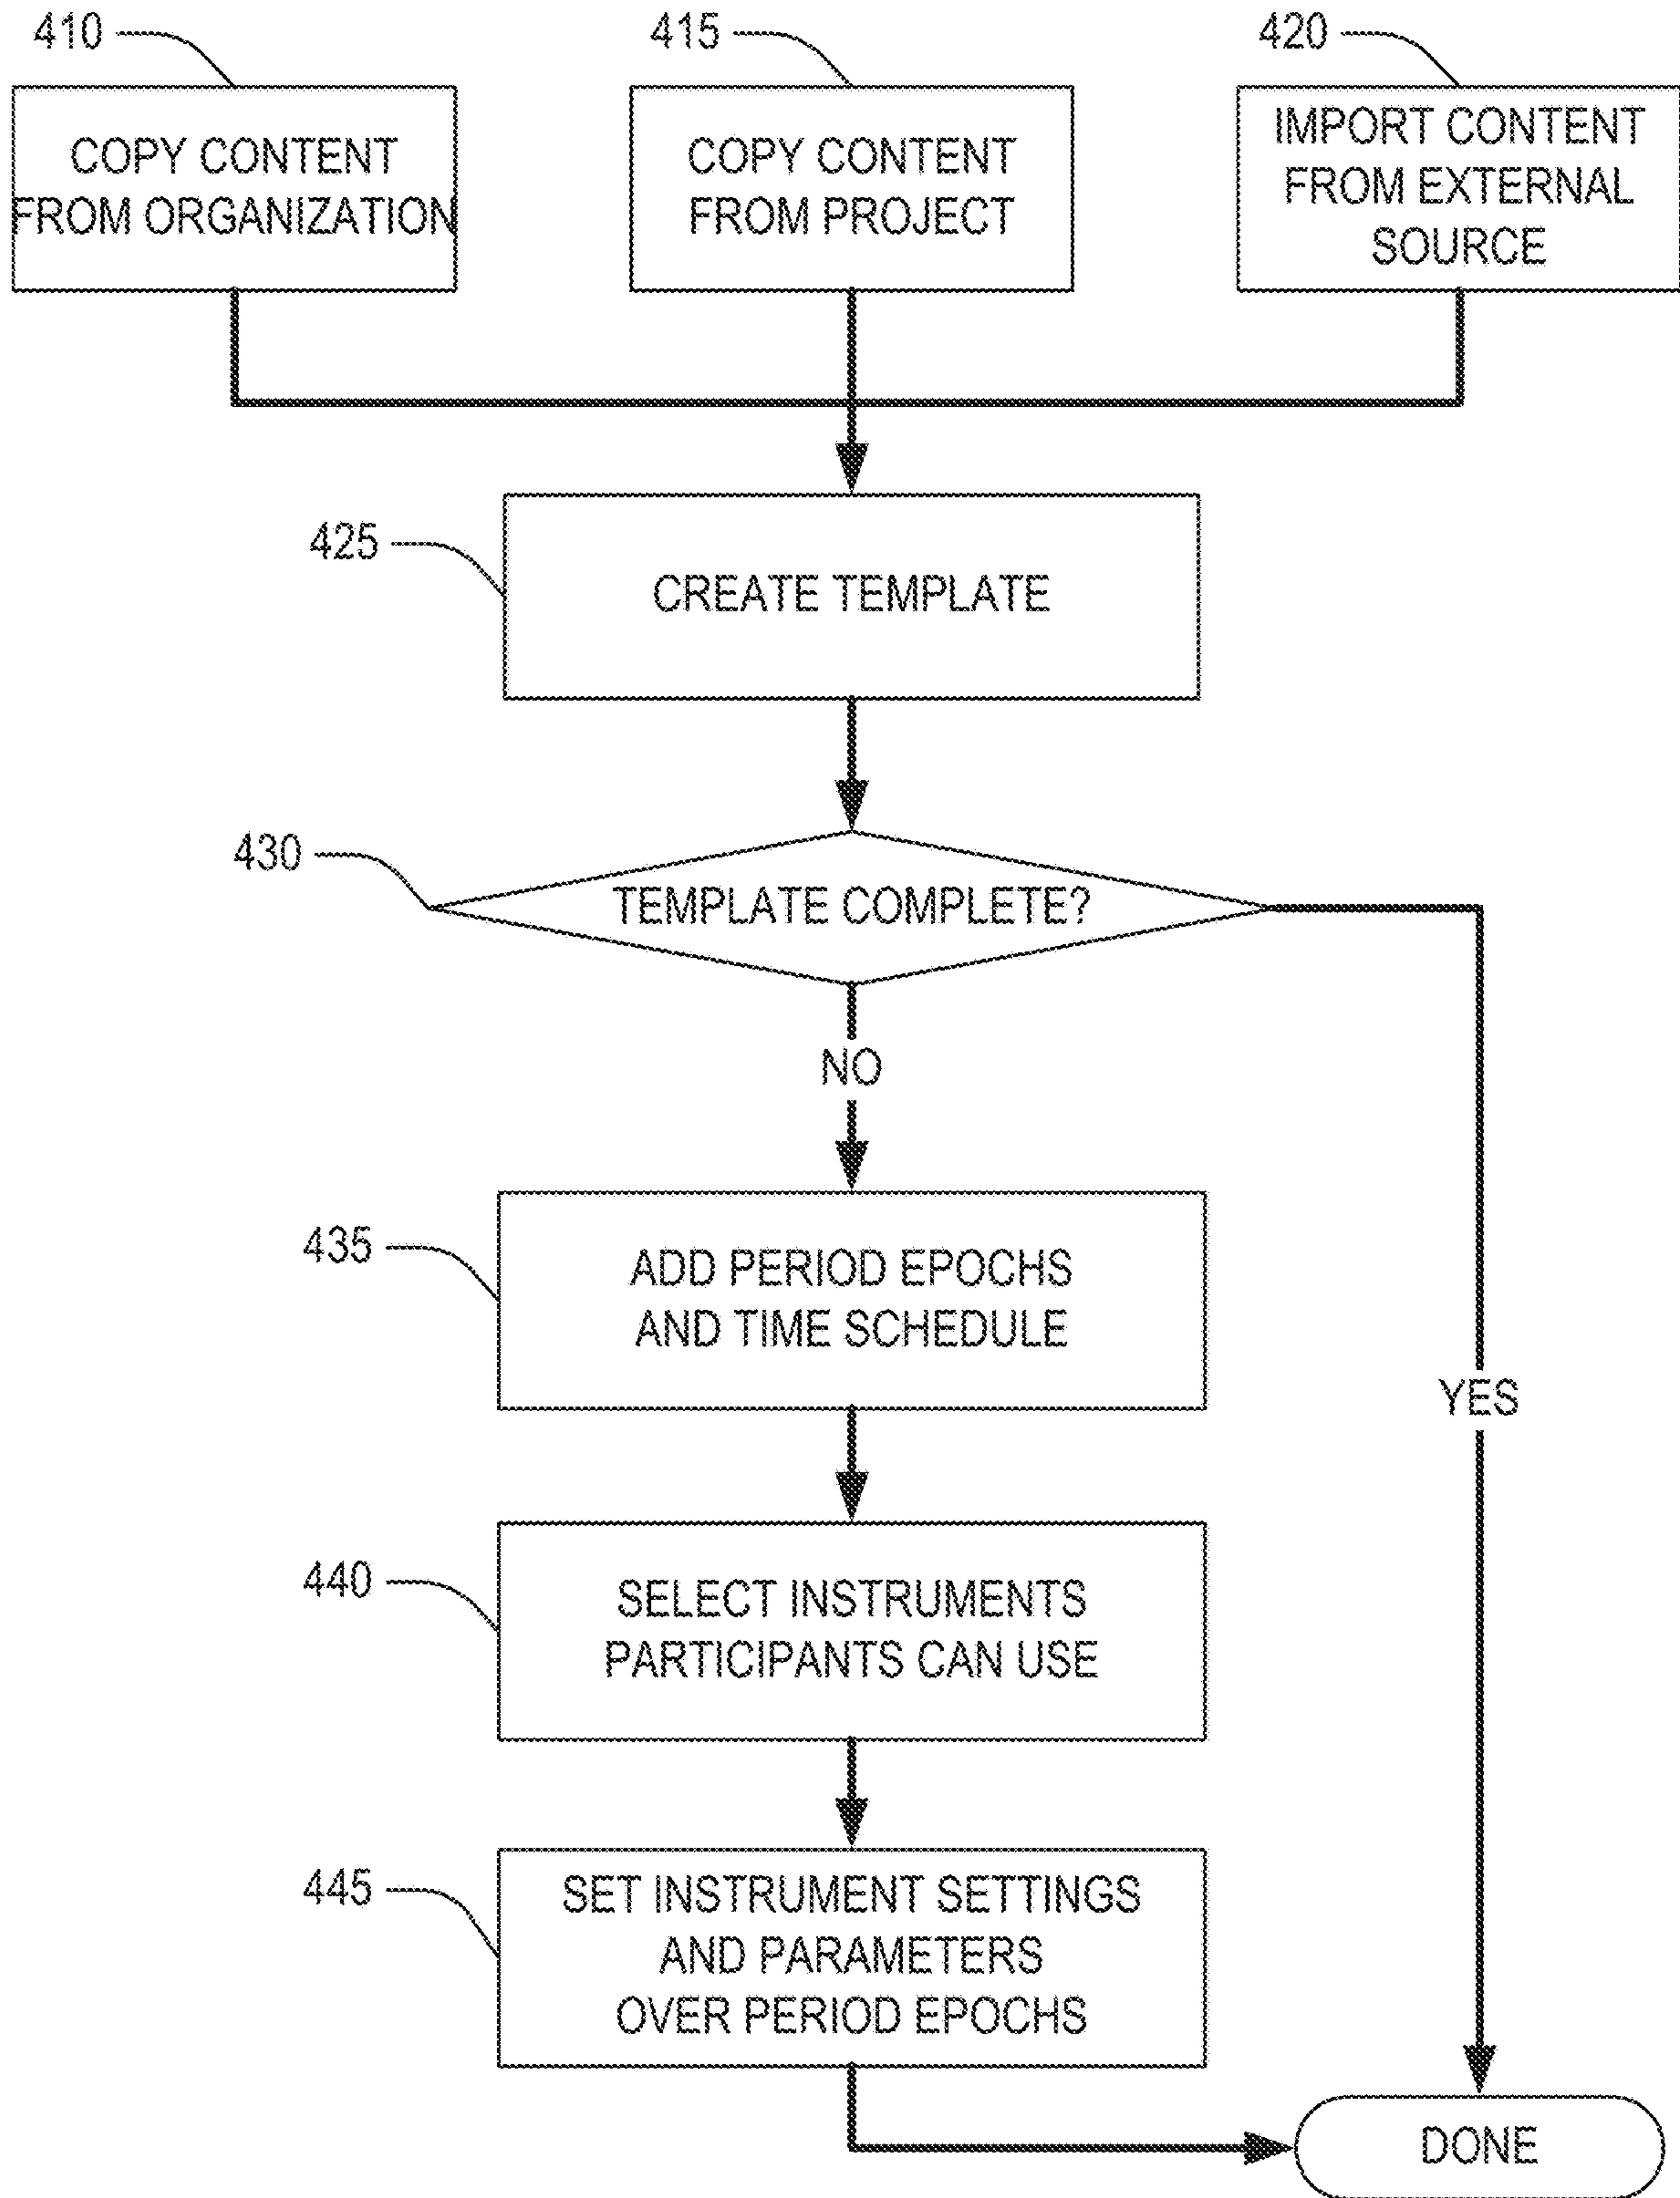 410
415
420
COPY CONTENT
FROM ORGANIZATION
COPY CONTENT
FROM PROJECT
IMPORT CONTENT
FROM EXTERNAL
SOURCE
425
CREATE TEMPLATE
430
TEMPLATE COMPLETE?
NO
435
ADD PERIOD EPOCHS
AND TIME SCHEDULE
YES
440
SELECT INSTRUMENTS
PARTICIPANTS CAN USE
445
SET INSTRUMENT SETTINGS
AND PARAMETERS
OVER PERIOD EPOCHS
DONE